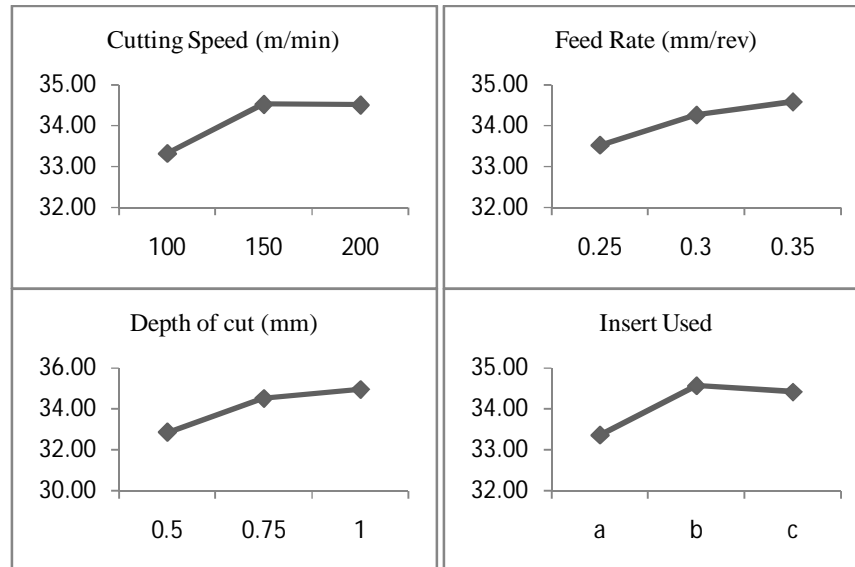 Cutting Speed (m/min)
35.00
34.00
33.00
32.00
100 150 200
Feed Rate (mm/rev)
35.00
34.00
33.00
32.00
0.25 0.3 0.35
Depth of cut (mm)
36.00
34.00
32.00
30.00
0.5 0.75 1
Insert Used
35.00
34.00
33.00
32.00
a b c